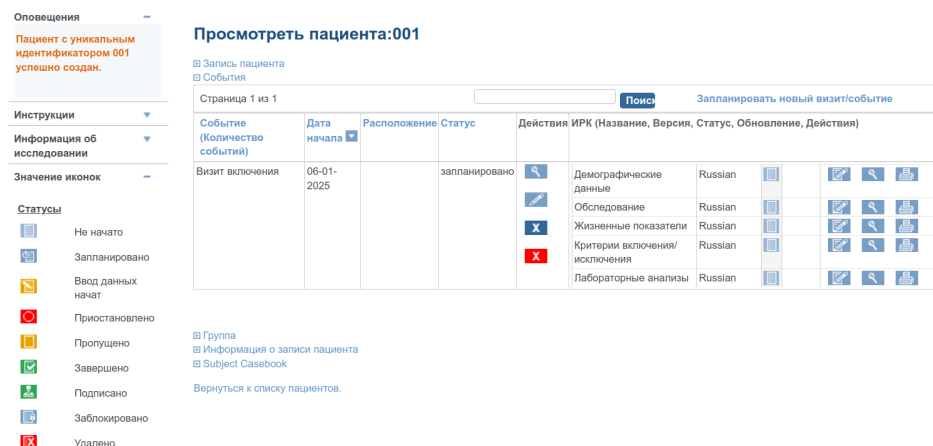 Оповещения
Пациент с уникальным
идентификатором 001
успешно создан.
Инструкции
Информация об
исследовании
Значение иконок
Статусы
Не начато
Запланировано
Ввод данных
начат
Приостановлено
Пропущено
Завершено
Подписано
Заблокировано
Удалено
Просмотреть пациента:001
Запись пациента
События
Страница 1 из 1
Поиск
Запланировать новый визит/событие
Событие
(Количество
событий)
Дата
начала
Расположение
Статус
Действия
ИРК (Название, Версия, Статус, Обновление, Действия)
Визит включения
06-01-
2025
запланировано
X
X
Демографические
данные
Russian
Обследование
Russian
Жизненные показатели
Russian
Критерии включения/
исключения
Russian
Лабораторные анализы
Russian
Группа
Информация о записи пациента
Subject Casebook
Вернуться к списку пациентов.